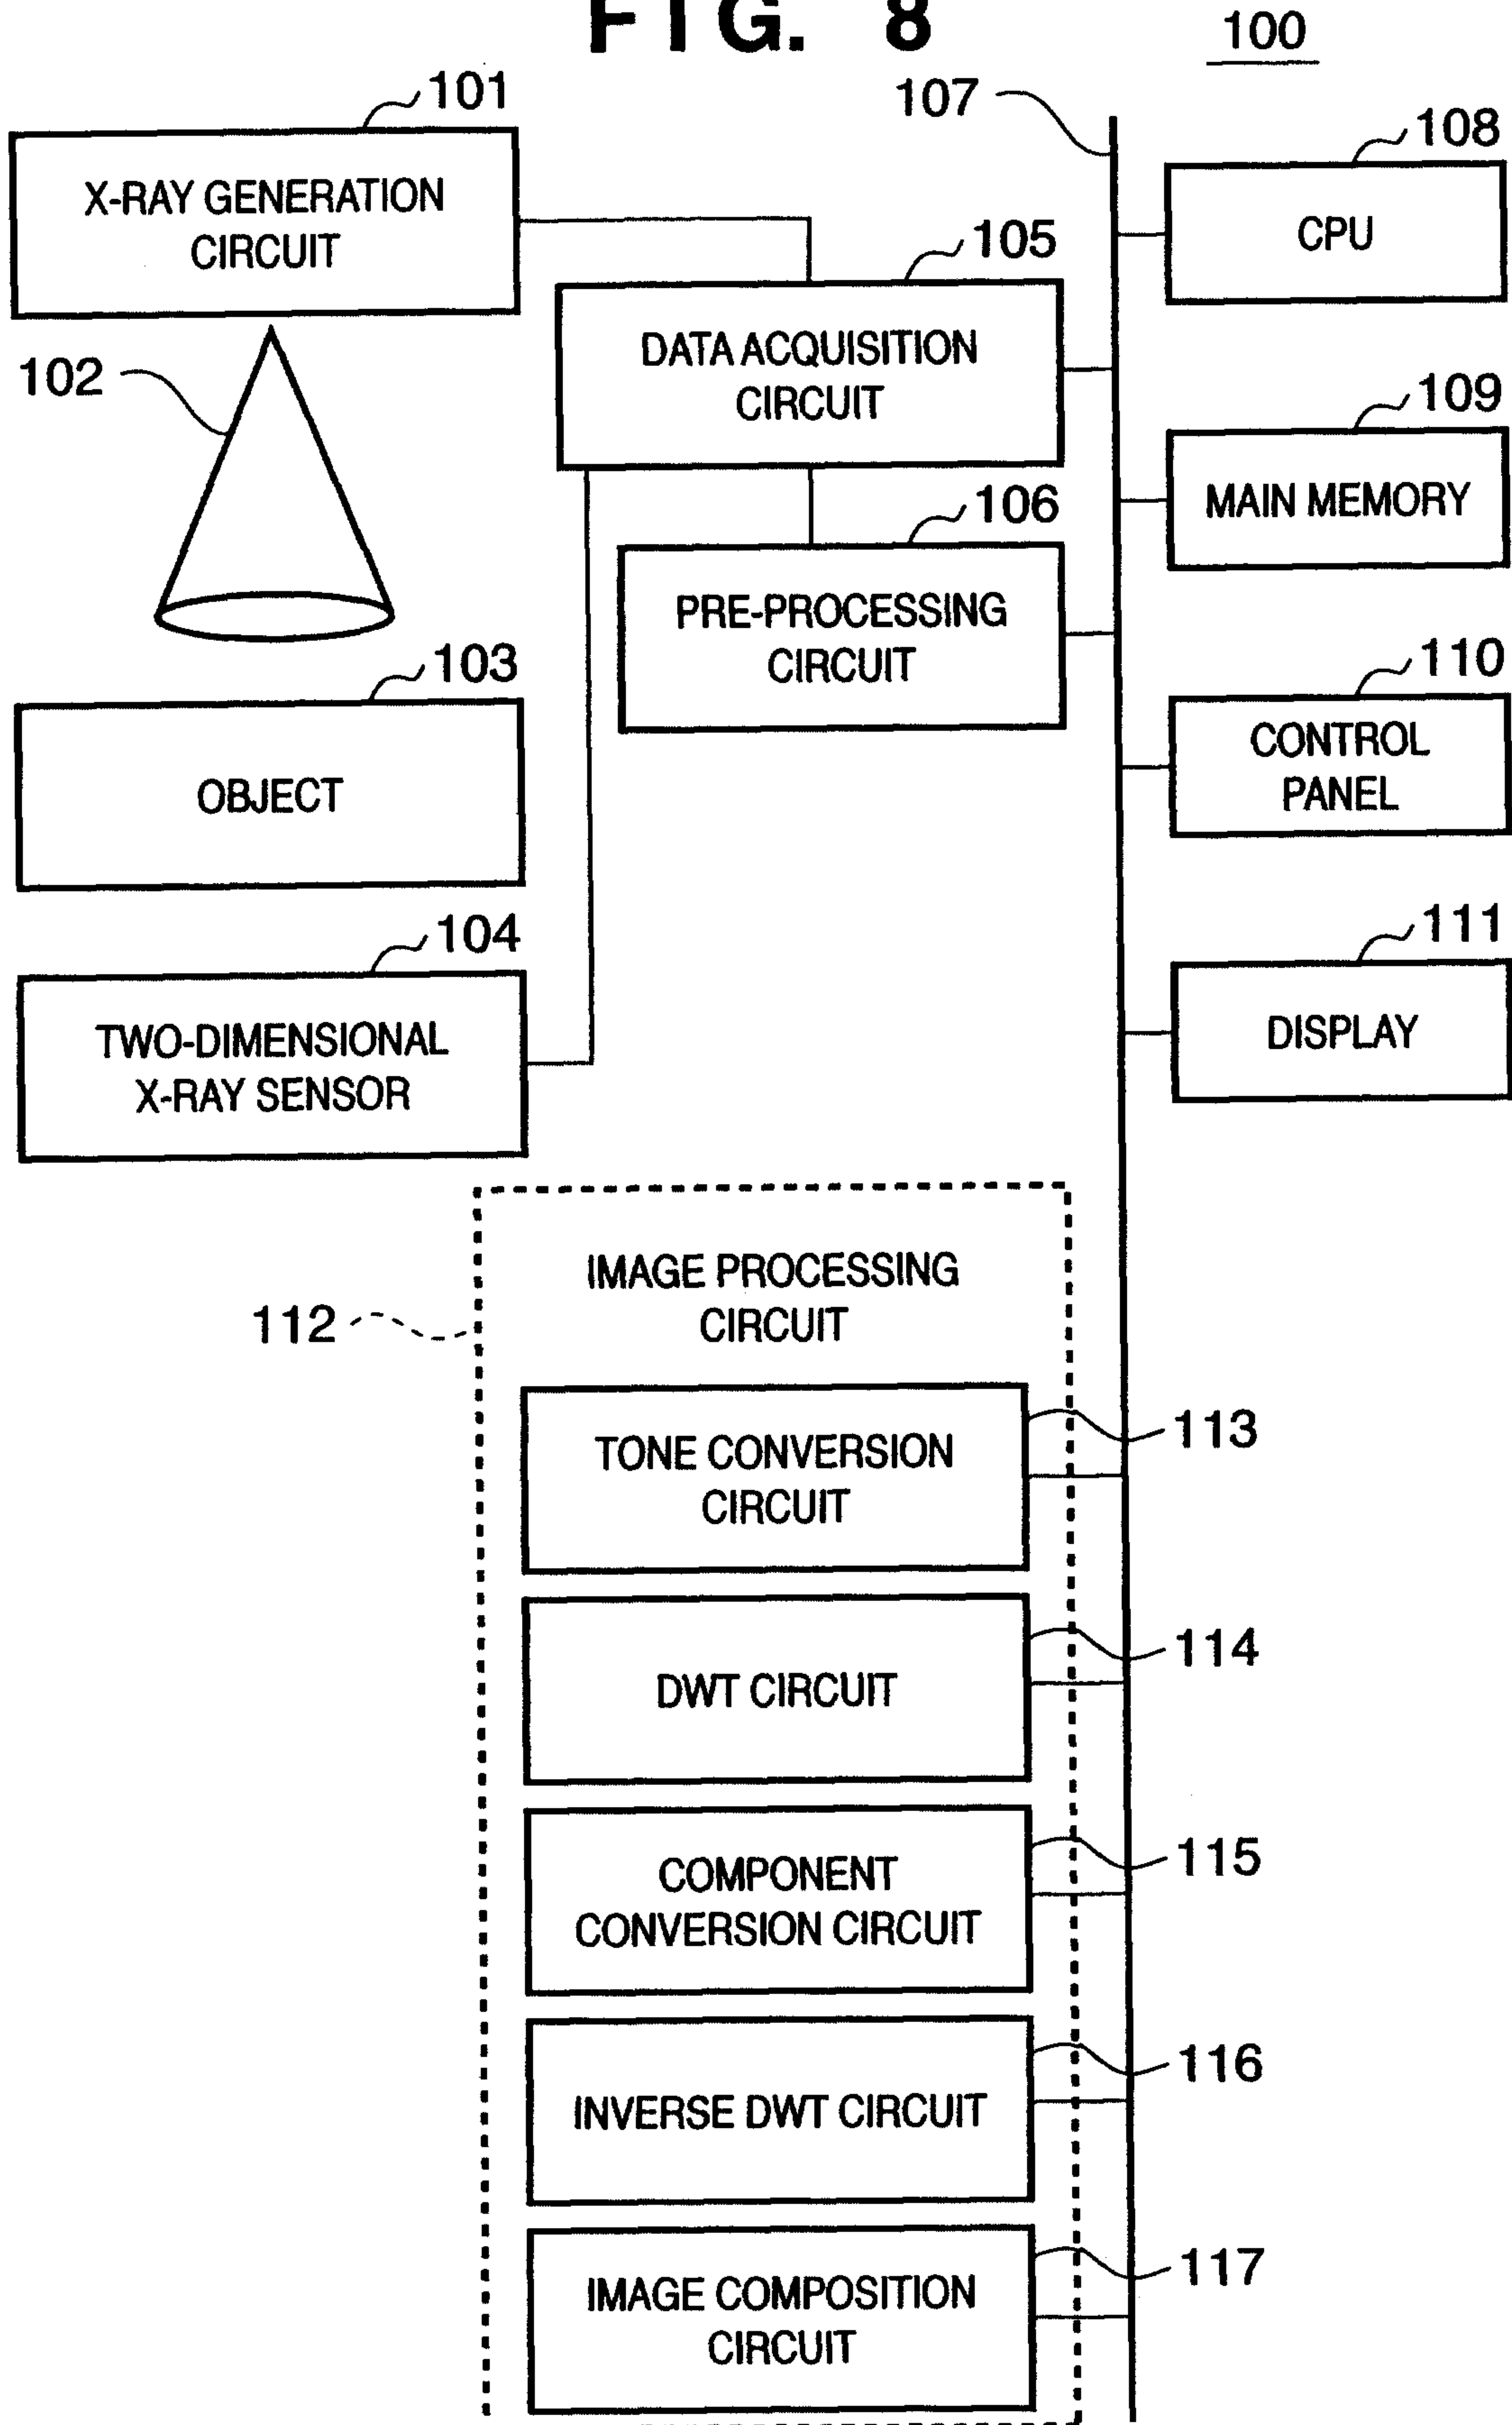 FIG. 8
100
101
X-RAY GENERATION
CIRCUIT
102
103
OBJECT
104
TWO-DIMENSIONAL
X-RAY SENSOR
105
DATA ACQUISITION
CIRCUIT
106
PRE-PROCESSING
CIRCUIT
107
108
CPU
109
MAIN MEMORY
110
CONTROL
PANEL
111
DISPLAY
112
IMAGE PROCESSING
CIRCUIT
113
TONE CONVERSION
CIRCUIT
114
DWT CIRCUIT
115
COMPONENT
CONVERSION CIRCUIT
116
INVERSE DWT CIRCUIT
117
IMAGE COMPOSITION
CIRCUIT